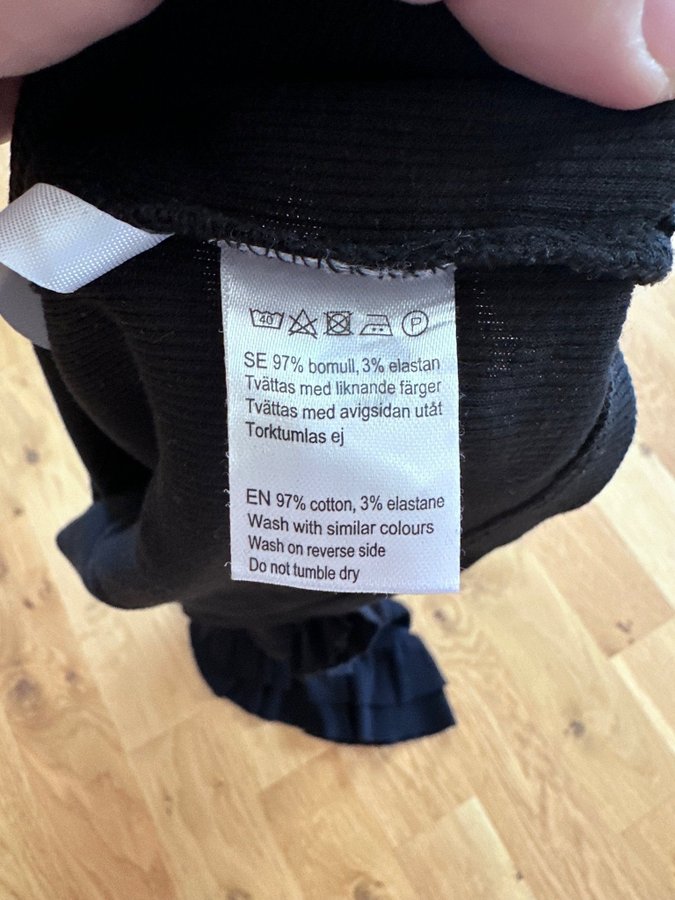 40 P
SE 97% bomull, 3% elastan
Tvättas med liknande färger
Tvättas med avigsidan utåt
Torktumlas ej
EN 97% cotton, 3% elastane
Wash with similar colours
Wash on reverse side
Do not tumble dry